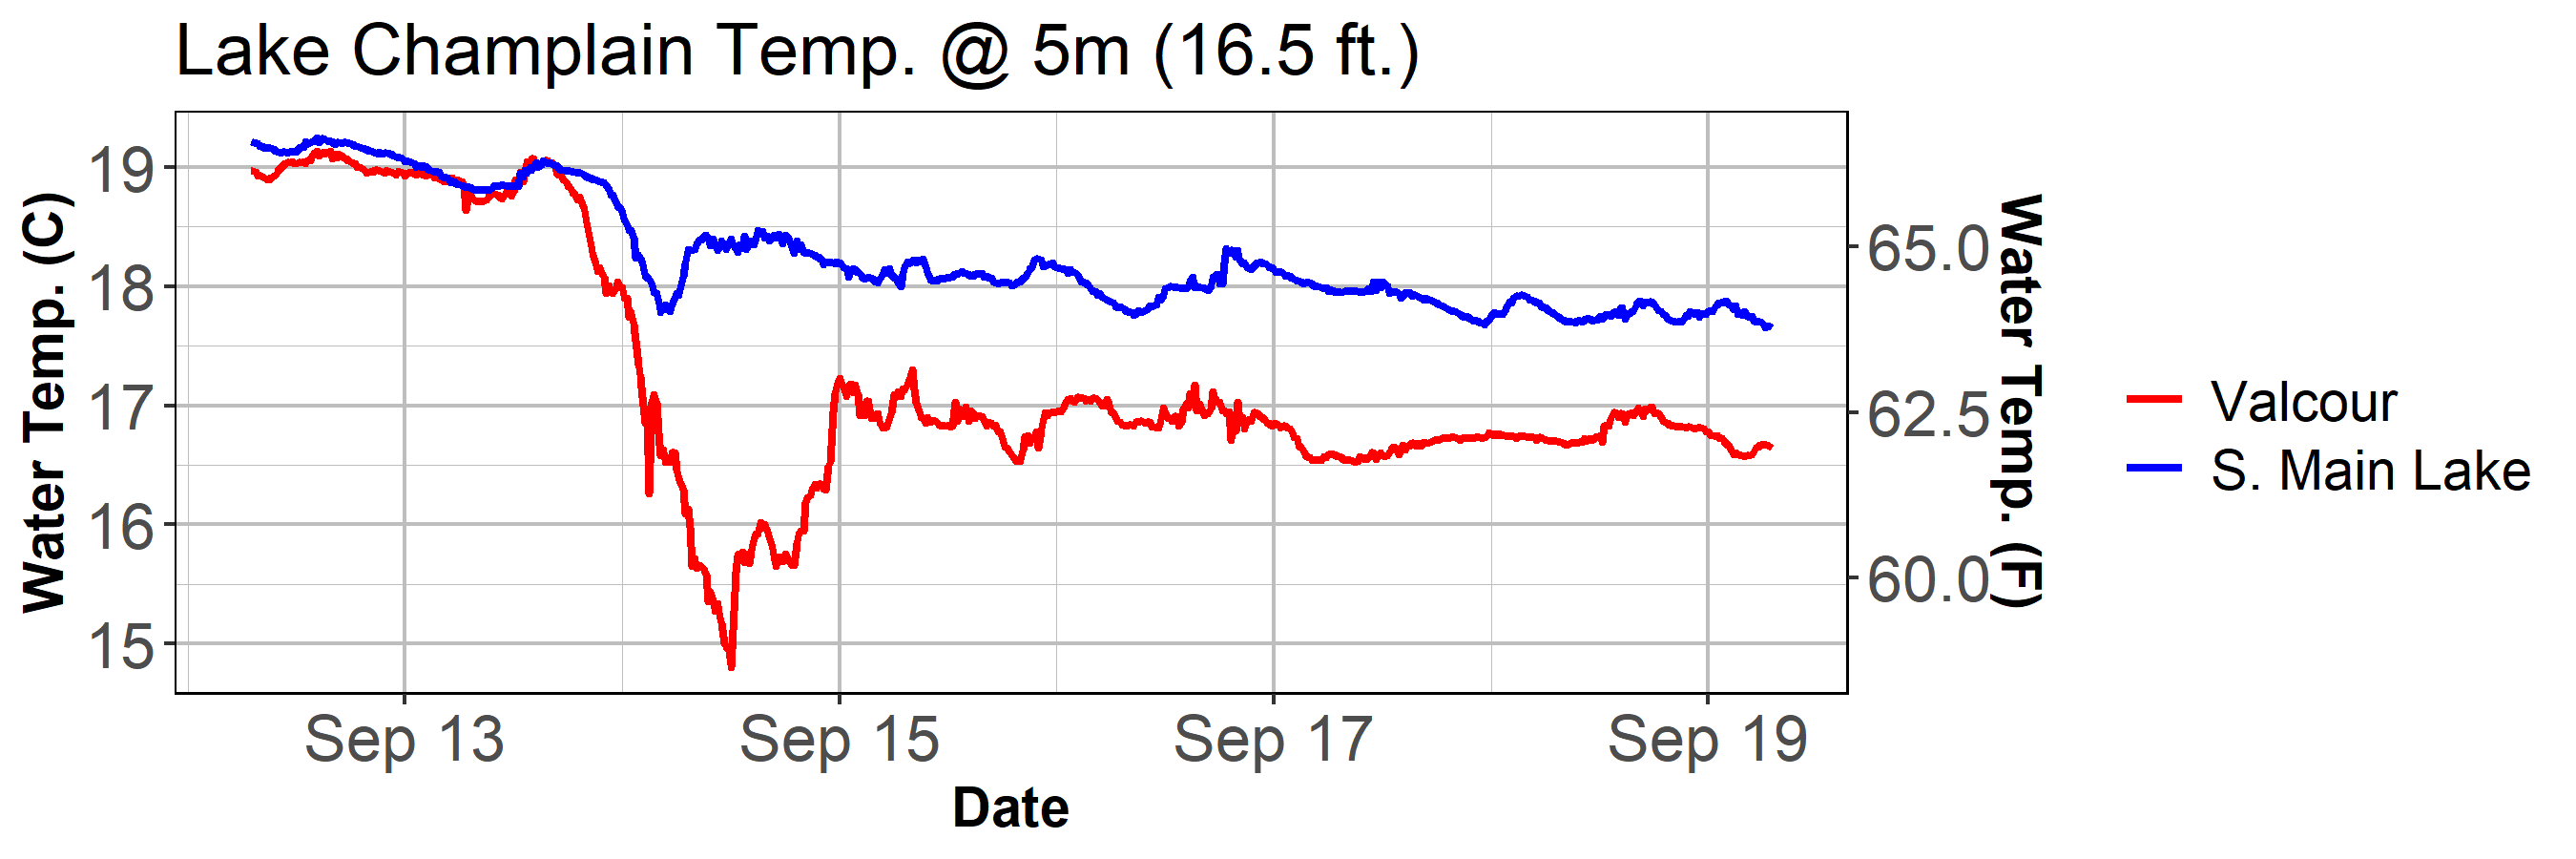 Lake Champlain Temp. @ 5m (16.5 ft.)
Water Temp. (C)
19
18
17
16
15
65.0
62.5
60.0
Water Temp. (F)
Valcour
S. Main Lake
Sep 13
Sep 15
Sep 17
Sep 19
Date